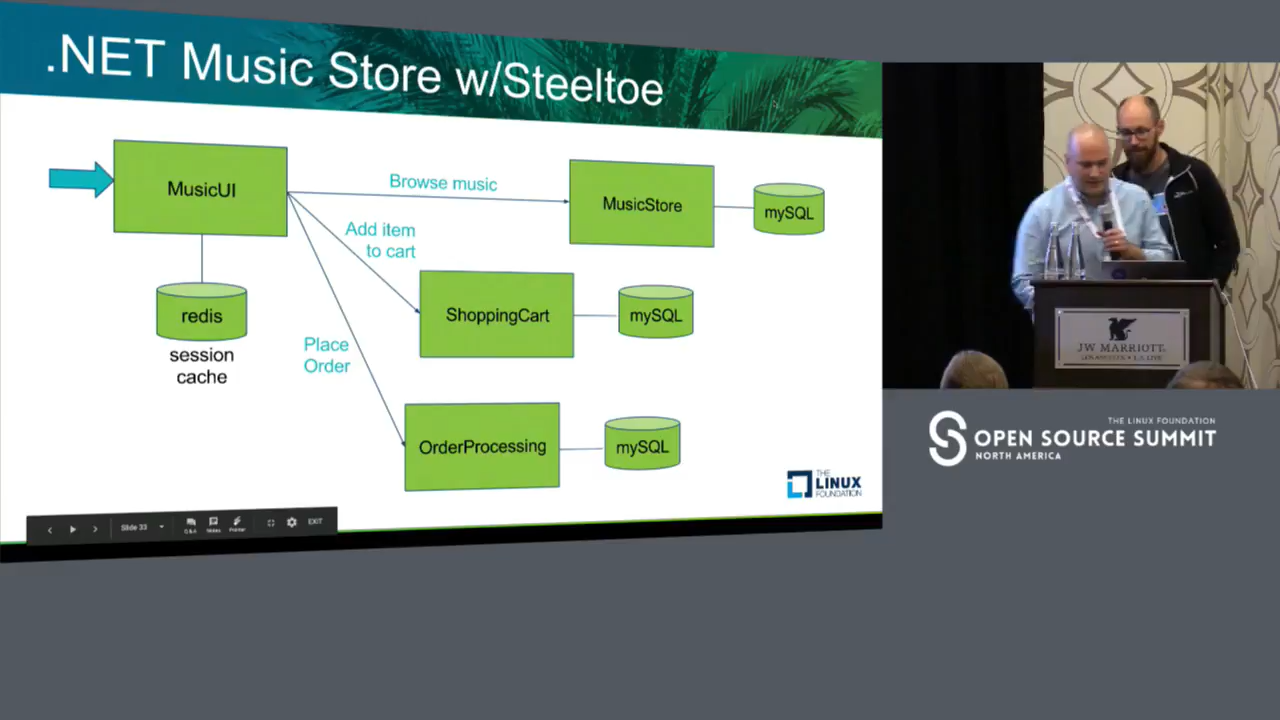 .NET Music Store w/Steeltoe
MusicUI
Browse music
MusicStore
mySQL
Add item
to cart
redis
session
cache
ShoppingCart
mySQL
Place
Order
OrderProcessing
mySQL
THE
LINUX
FOUNDATION
Slide 33
Q&A
Notes
Pointer
EXIT
JW MARRIOTT
THE LINUX FOUNDATION
OPEN SOURCE SUMMIT
NORTH AMERICA